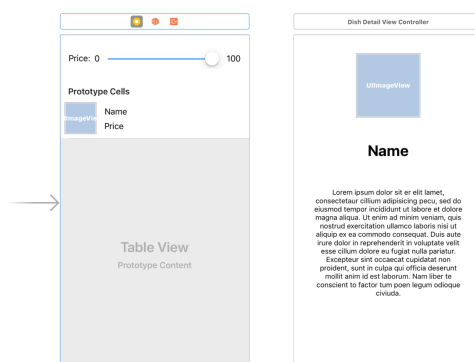 Dish Detail View Controller
Price: 0 100
Prototype Cells
UIImageView
Name
Price
Table View
Prototype Content
UIImageView
Name
Lorem ipsum dolor sit er elit lamet,
consectetaur cillium adipisicing pecu, sed do
eiusmod tempor incididunt ut labore et dolore
magna aliqua. Ut enim ad minim veniam, quis
nostrud exercitation ullamco laboris nisi ut
aliquip ex ea commodo consequat. Duis aute
irure dolor in reprehenderit in voluptate velit
esse cillum dolore eu fugiat nulla pariatur.
Excepteur sint occaecat cupidatat non
proident, sunt in culpa qui officia deserunt
mollit anim id est laborum. Nam liber te
conscient to factor tum poen legum odioque
civiuda.